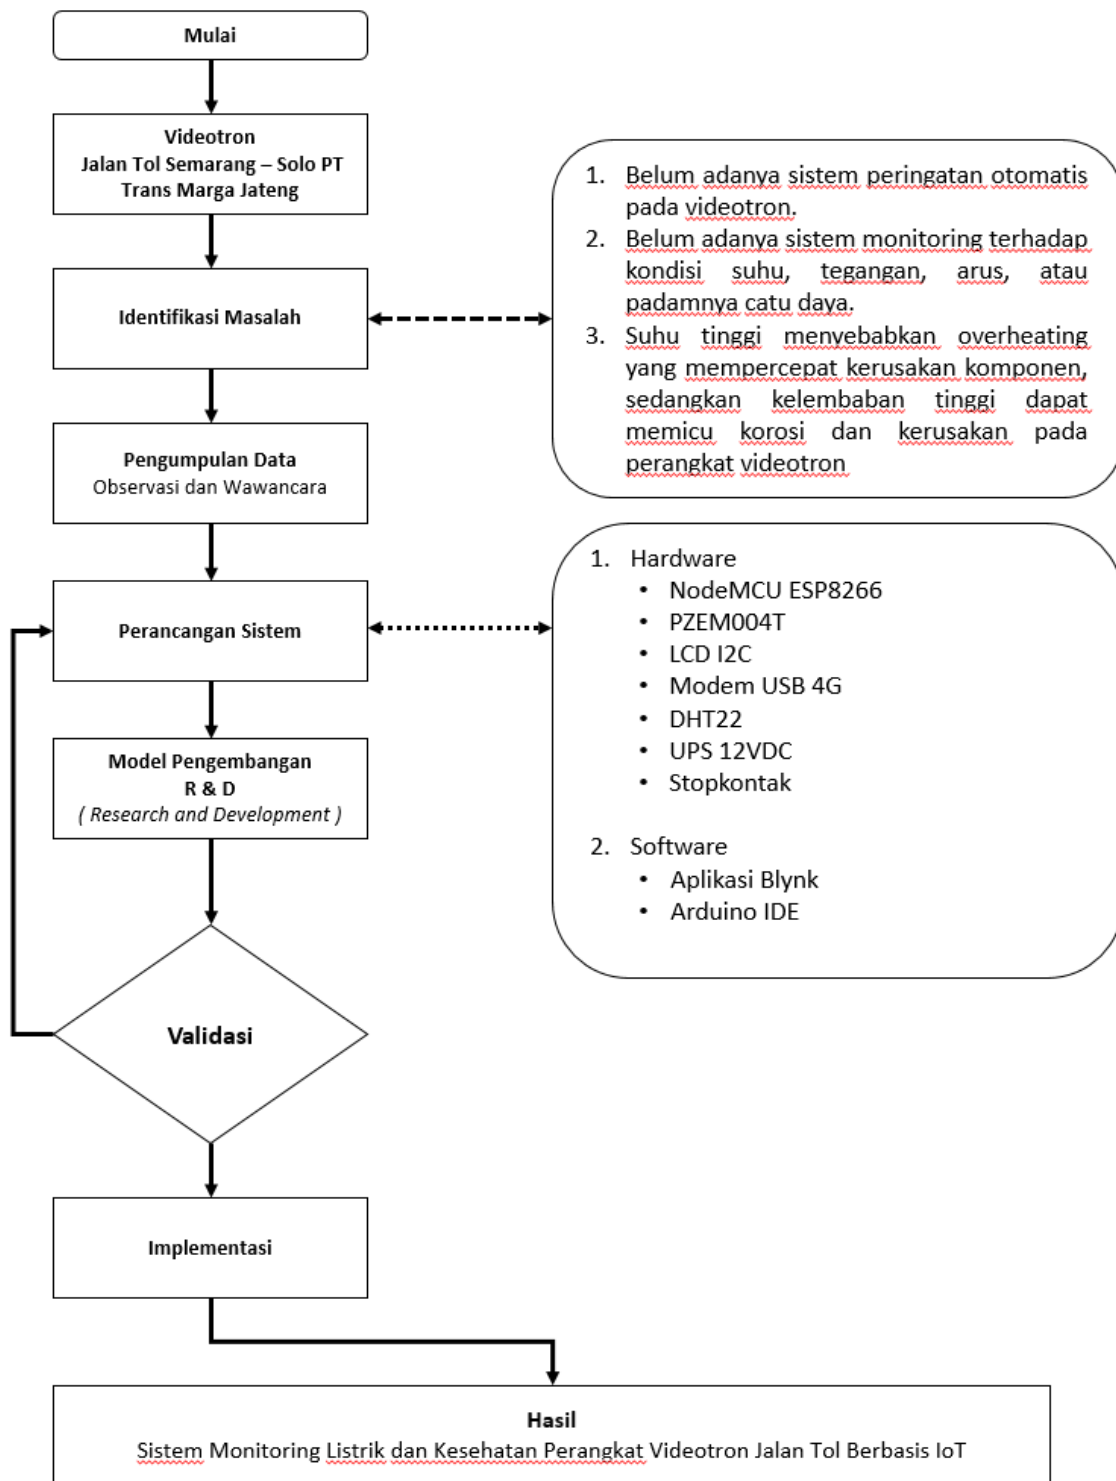 Mulai
Videotron
Jalan Tol Semarang – Solo PT
Trans Marga Jateng
Identifikasi Masalah
1. Belum adanya sistem peringatan otomatis
pada videotron.
2. Belum adanya sistem monitoring terhadap
kondisi suhu, tegangan, arus, atau
padamnya catu daya.
3. Suhu tinggi menyebabkan overheating
yang mempercepat kerusakan komponen,
sedangkan kelembaban tinggi dapat
memicu korosi dan kerusakan pada
perangkat videotron
Pengumpulan Data
Observasi dan Wawancara
Perancangan Sistem
1. Hardware
• NodeMCU ESP8266
• PZEM004T
• LCD I2C
• Modem USB 4G
• DHT22
• UPS 12VDC
• Stopkontak
2. Software
• Aplikasi Blynk
• Arduino IDE
Model Pengembangan
R & D
( Research and Development )
Validasi
Implementasi
Hasil
Sistem Monitoring Listrik dan Kesehatan Perangkat Videotron Jalan Tol Berbasis IoT